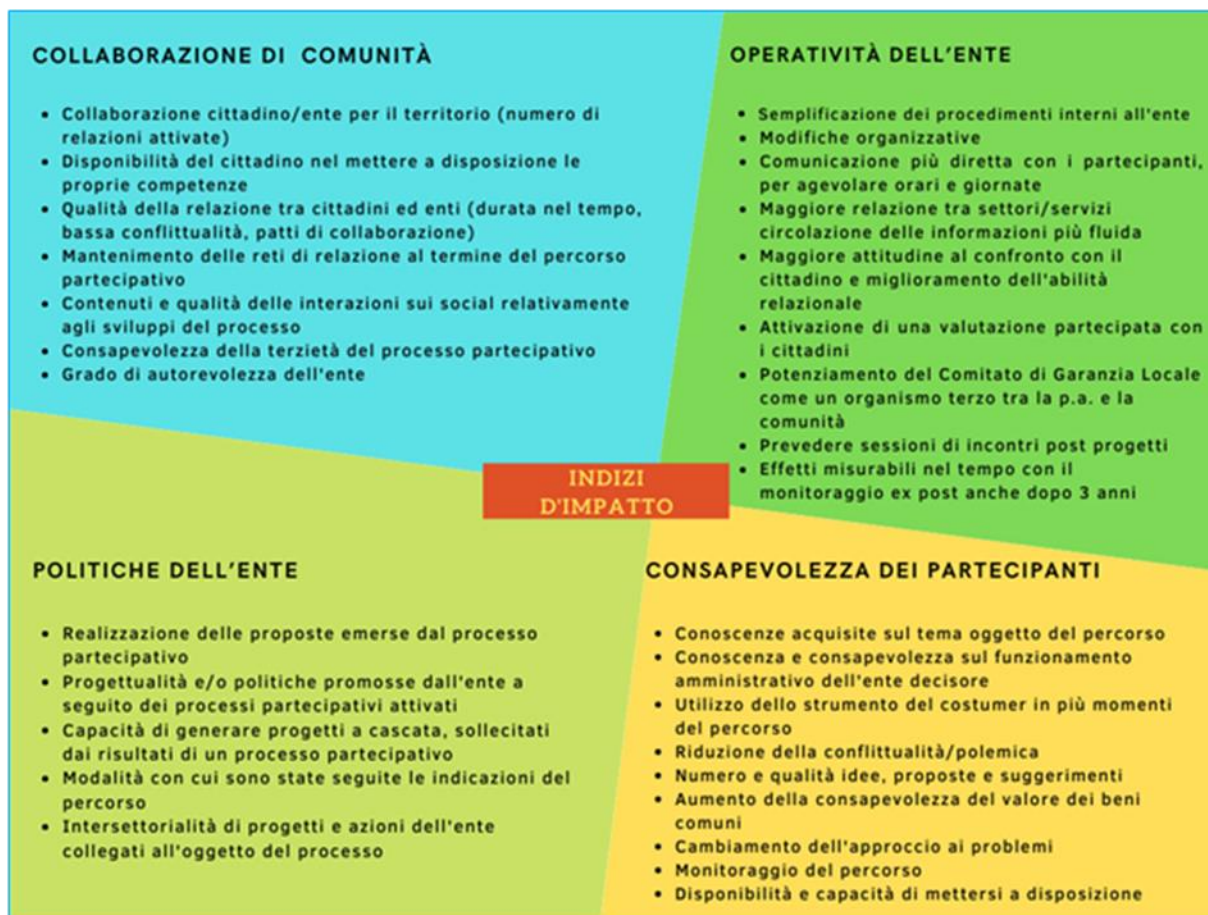 COLLABORAZIONE DI COMUNITÀ
• Collaborazione cittadino/ente per il territorio (numero di
relazioni attivate)
• Disponibilità del cittadino nel mettere a disposizione le
proprie competenze
• Qualità della relazione tra cittadini ed enti (durata nel tempo,
bassa conflittualità, patti di collaborazione)
• Mantenimento delle reti di relazione al termine del percorso
partecipativo
• Contenuti e qualità delle interazioni sui social relativamente
agli sviluppi del processo
• Consapevolezza della terzietà del processo partecipativo
• Grado di autorevolezza dell'ente
OPERATIVITÀ DELL'ENTE
• Semplificazione dei procedimenti interni all'ente
• Modifiche organizzative
• Comunicazione più diretta con i partecipanti,
per agevolare orari e giornate
• Maggiore relazione tra settori/servizi
circolazione delle informazioni più fluida
• Maggiore attitudine al confronto con il
cittadino e miglioramento dell'abilità
relazionale
• Attivazione di una valutazione partecipata con
i cittadini
• Potenziamento del Comitato di Garanzia Locale
come un organismo terzo tra la p.a. e la
comunità
• Prevedere sessioni di incontri post progetti
• Effetti misurabili nel tempo con il
monitoraggio ex post anche dopo 3 anni
INDIZI
D'IMPATTO
POLITICHE DELL'ENTE
• Realizzazione delle proposte emerse dal processo
partecipativo
• Progettualità e/o politiche promosse dall'ente a
seguito dei processi partecipativi attivati
• Capacità di generare progetti a cascata, sollecitati
dai risultati di un processo partecipativo
• Modalità con cui sono state seguite le indicazioni del
percorso
• Intersettorialità di progetti e azioni dell'ente
collegati all'oggetto del processo
CONSAPEVOLEZZA DEI PARTECIPANTI
• Conoscenze acquisite sul tema oggetto del percorso
• Conoscenza e consapevolezza sul funzionamento
amministrativo dell'ente decisore
• Utilizzo dello strumento del costumer in più momenti
del percorso
• Riduzione della conflittualità/polemica
• Numero e qualità idee, proposte e suggerimenti
• Aumento della consapevolezza del valore dei beni
comuni
• Cambiamento dell'approccio ai problemi
• Monitoraggio del percorso
• Disponibilità e capacità di mettersi a disposizione